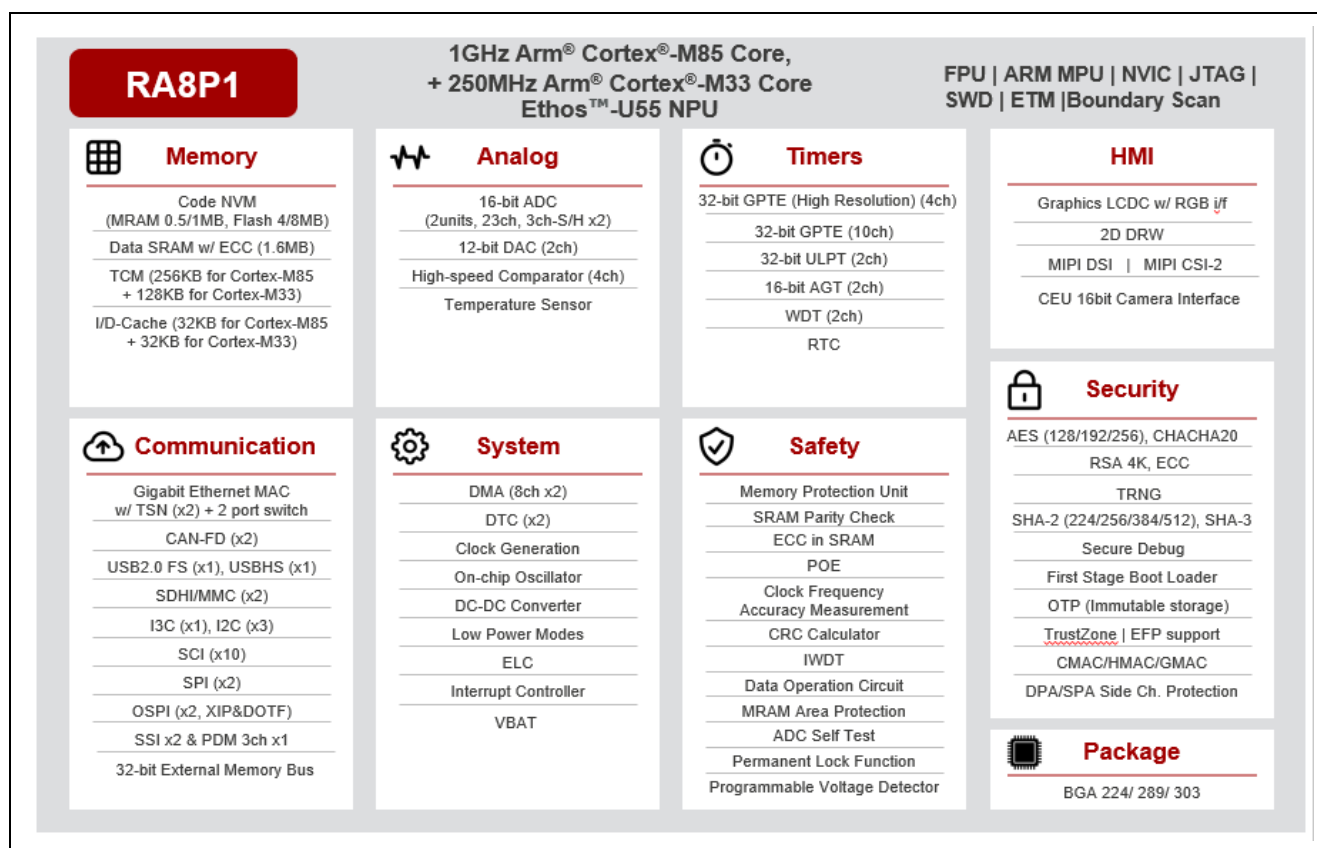 RA8P1
1GHz Arm® Cortex®-M85 Core,
+ 250MHz Arm® Cortex®-M33 Core
Ethos™-U55 NPU
FPU | ARM MPU | NVIC | JTAG |
SWD | ETM |Boundary Scan
Memory
Code NVM
(MRAM 0.5/1MB, Flash 4/8MB)
Data SRAM w/ ECC (1.6MB)
TCM (256KB for Cortex-M85
+ 128KB for Cortex-M33)
I/D-Cache (32KB for Cortex-M85
+ 32KB for Cortex-M33)
Analog
16-bit ADC
(2units, 23ch, 3ch-S/H x2)
12-bit DAC (2ch)
High-speed Comparator (4ch)
Temperature Sensor
Timers
32-bit GPTE (High Resolution) (4ch)
32-bit GPTE (10ch)
32-bit ULPT (2ch)
16-bit AGT (2ch)
WDT (2ch)
RTC
HMI
Graphics LCDC w/ RGB i/f
2D DRW
MIPI DSI | MIPI CSI-2
CEU 16bit Camera Interface
Communication
Gigabit Ethernet MAC
w/ TSN (x2) + 2 port switch
CAN-FD (x2)
USB2.0 FS (x1), USBHS (x1)
SDHI/MMC (x2)
I3C (x1), I2C (x3)
SCI (x10)
SPI (x2)
OSPI (x2, XIP&DOTF)
SSI x2 & PDM 3ch x1
32-bit External Memory Bus
System
DMA (8ch x2)
DTC (x2)
Clock Generation
On-chip Oscillator
DC-DC Converter
Low Power Modes
ELC
Interrupt Controller
VBAT
Safety
Memory Protection Unit
SRAM Parity Check
ECC in SRAM
POE
Clock Frequency
Accuracy Measurement
CRC Calculator
IWDT
Data Operation Circuit
MRAM Area Protection
ADC Self Test
Permanent Lock Function
Programmable Voltage Detector
Security
AES (128/192/256), CHACHA20
RSA 4K, ECC
TRNG
SHA-2 (224/256/384/512), SHA-3
Secure Debug
First Stage Boot Loader
OTP (Immutable storage)
TrustZone | EFP support
CMAC/HMAC/GMAC
DPA/SPA Side Ch. Protection
Package
BGA 224/ 289/ 303